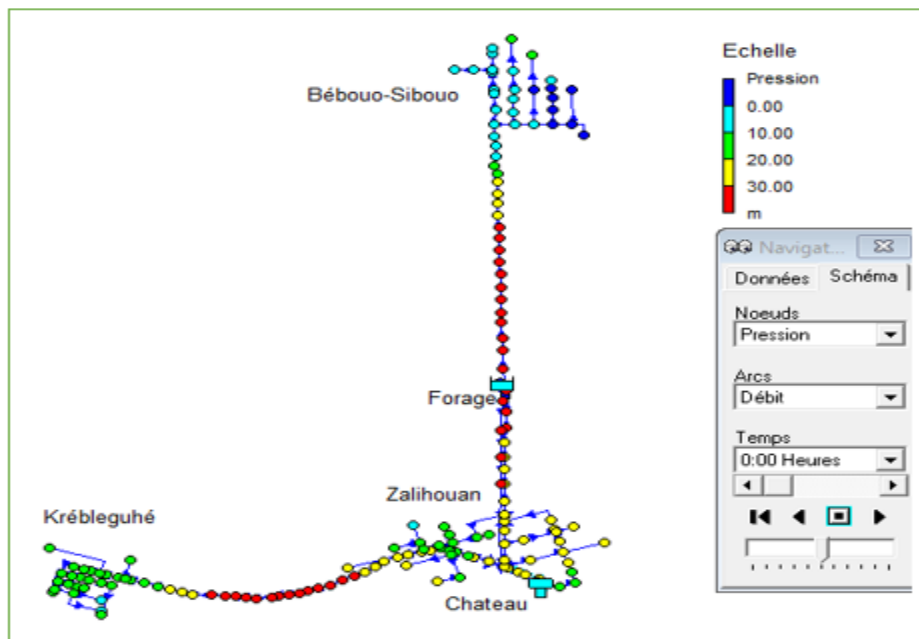 Echelle
Pression
0.00
10.00
20.00
30.00
m
Bébouo-Sibouo
Forage
Zalihouan
Krébleguhé
Chateau
Navigat...
Données
Schéma
Noeuds
Pression
Arcs
Débit
Temps
0:00 Heures